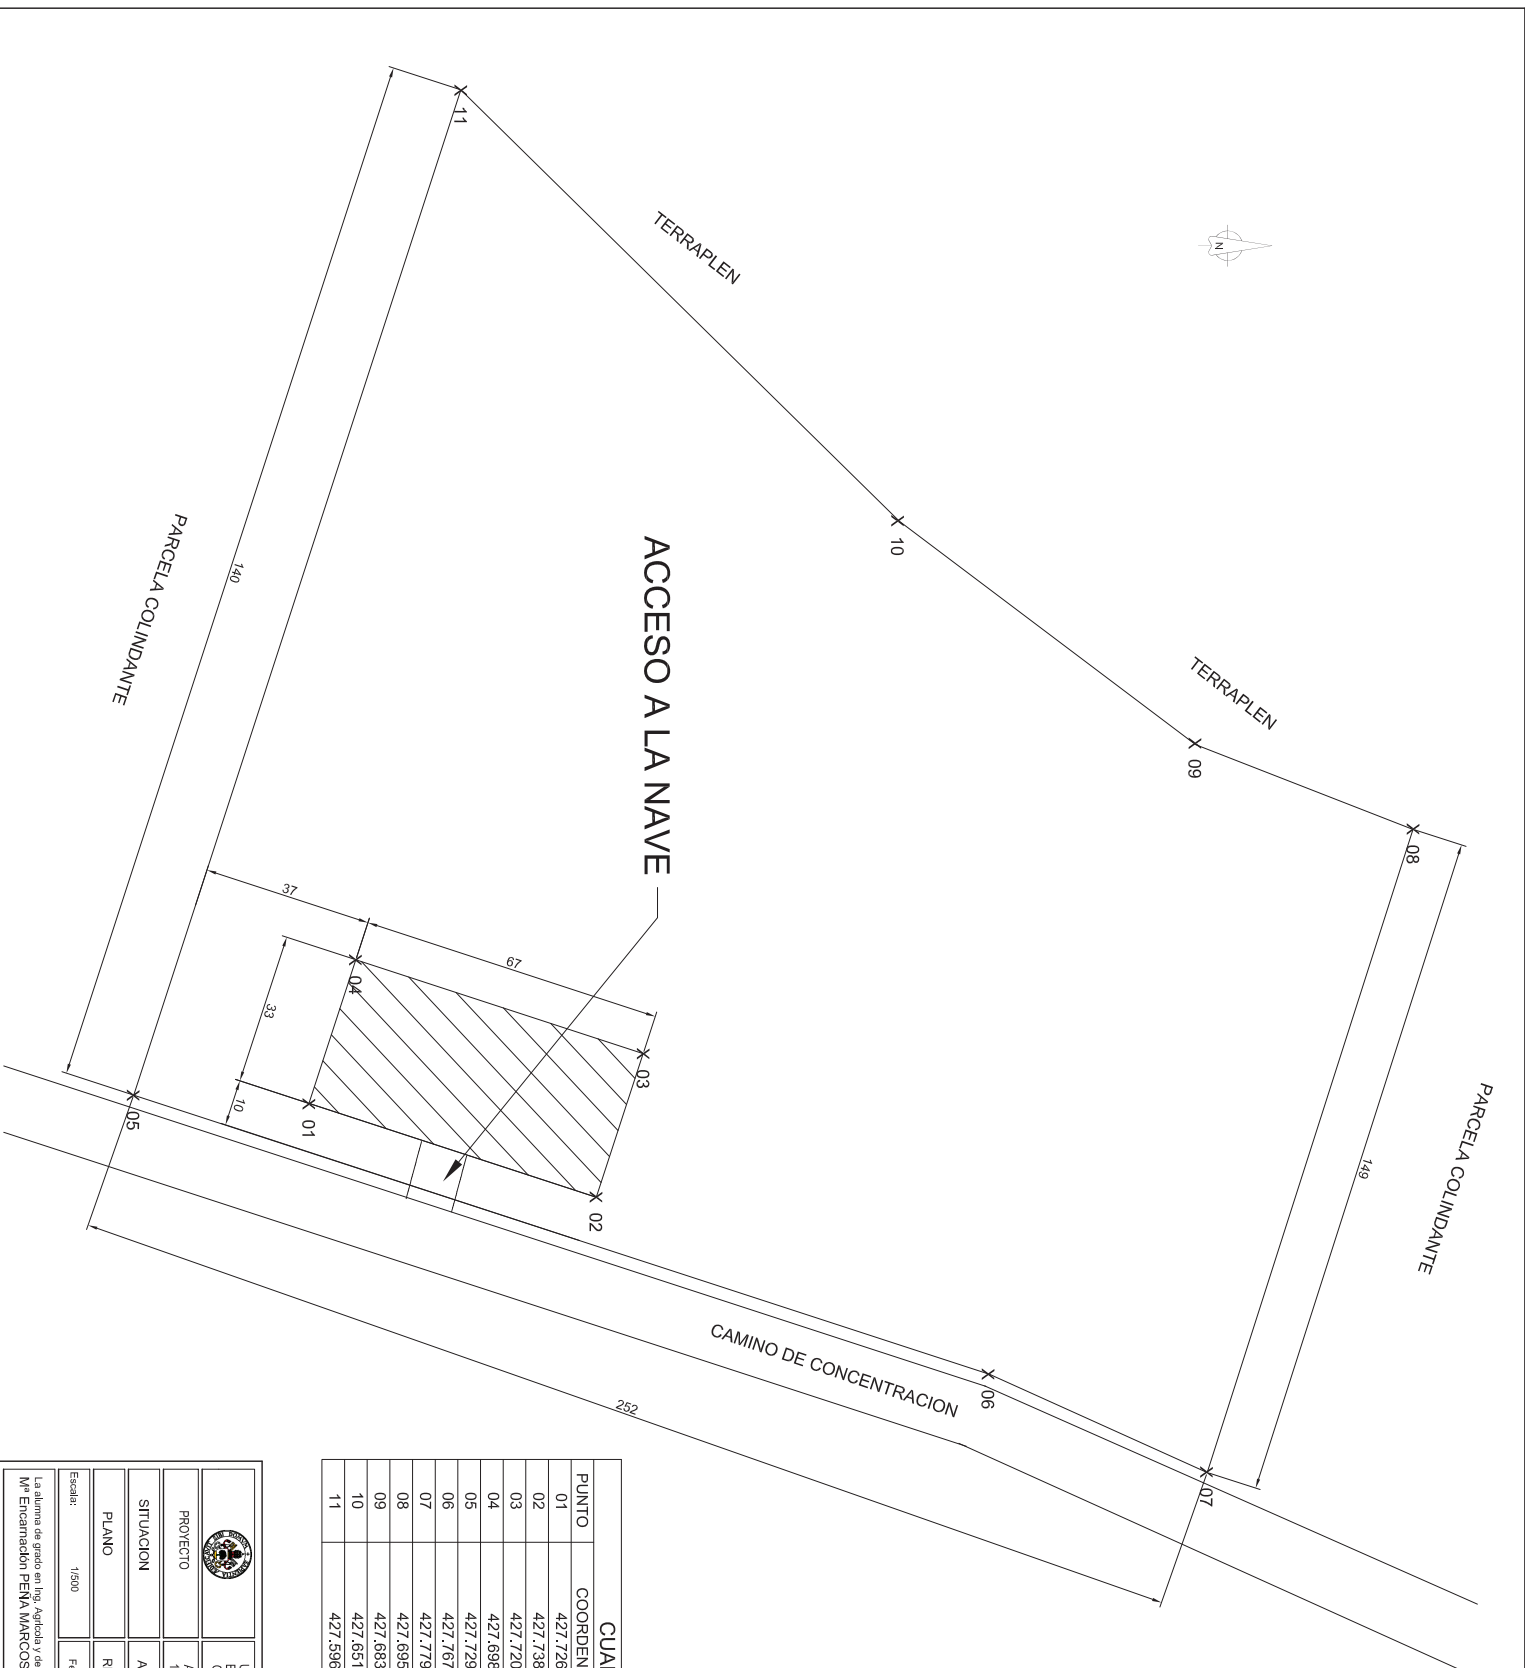 N
TERRAPLEN
TERRAPLEN
PARCELA COLINDANTE
PARCELA COLINDANTE
ACCESO A LA NAVE
CAMINO DE CONCENTRACION
11
10
09
08
07
06
05
04
03
02
01
140
149
252
37
67
33
10
CUA
PUNTO COORDEN
01 427.726
02 427.738
03 427.720
04 427.698
05 427.729
06 427.767
07 427.779
08 427.695
09 427.683
10 427.651
11 427.596
PROYECTO
SITUACION
PLANO
Escala: 1/500
La alumna de grado en Ing. Agrícola y de
Mª Encarnación PEÑA MARCOS